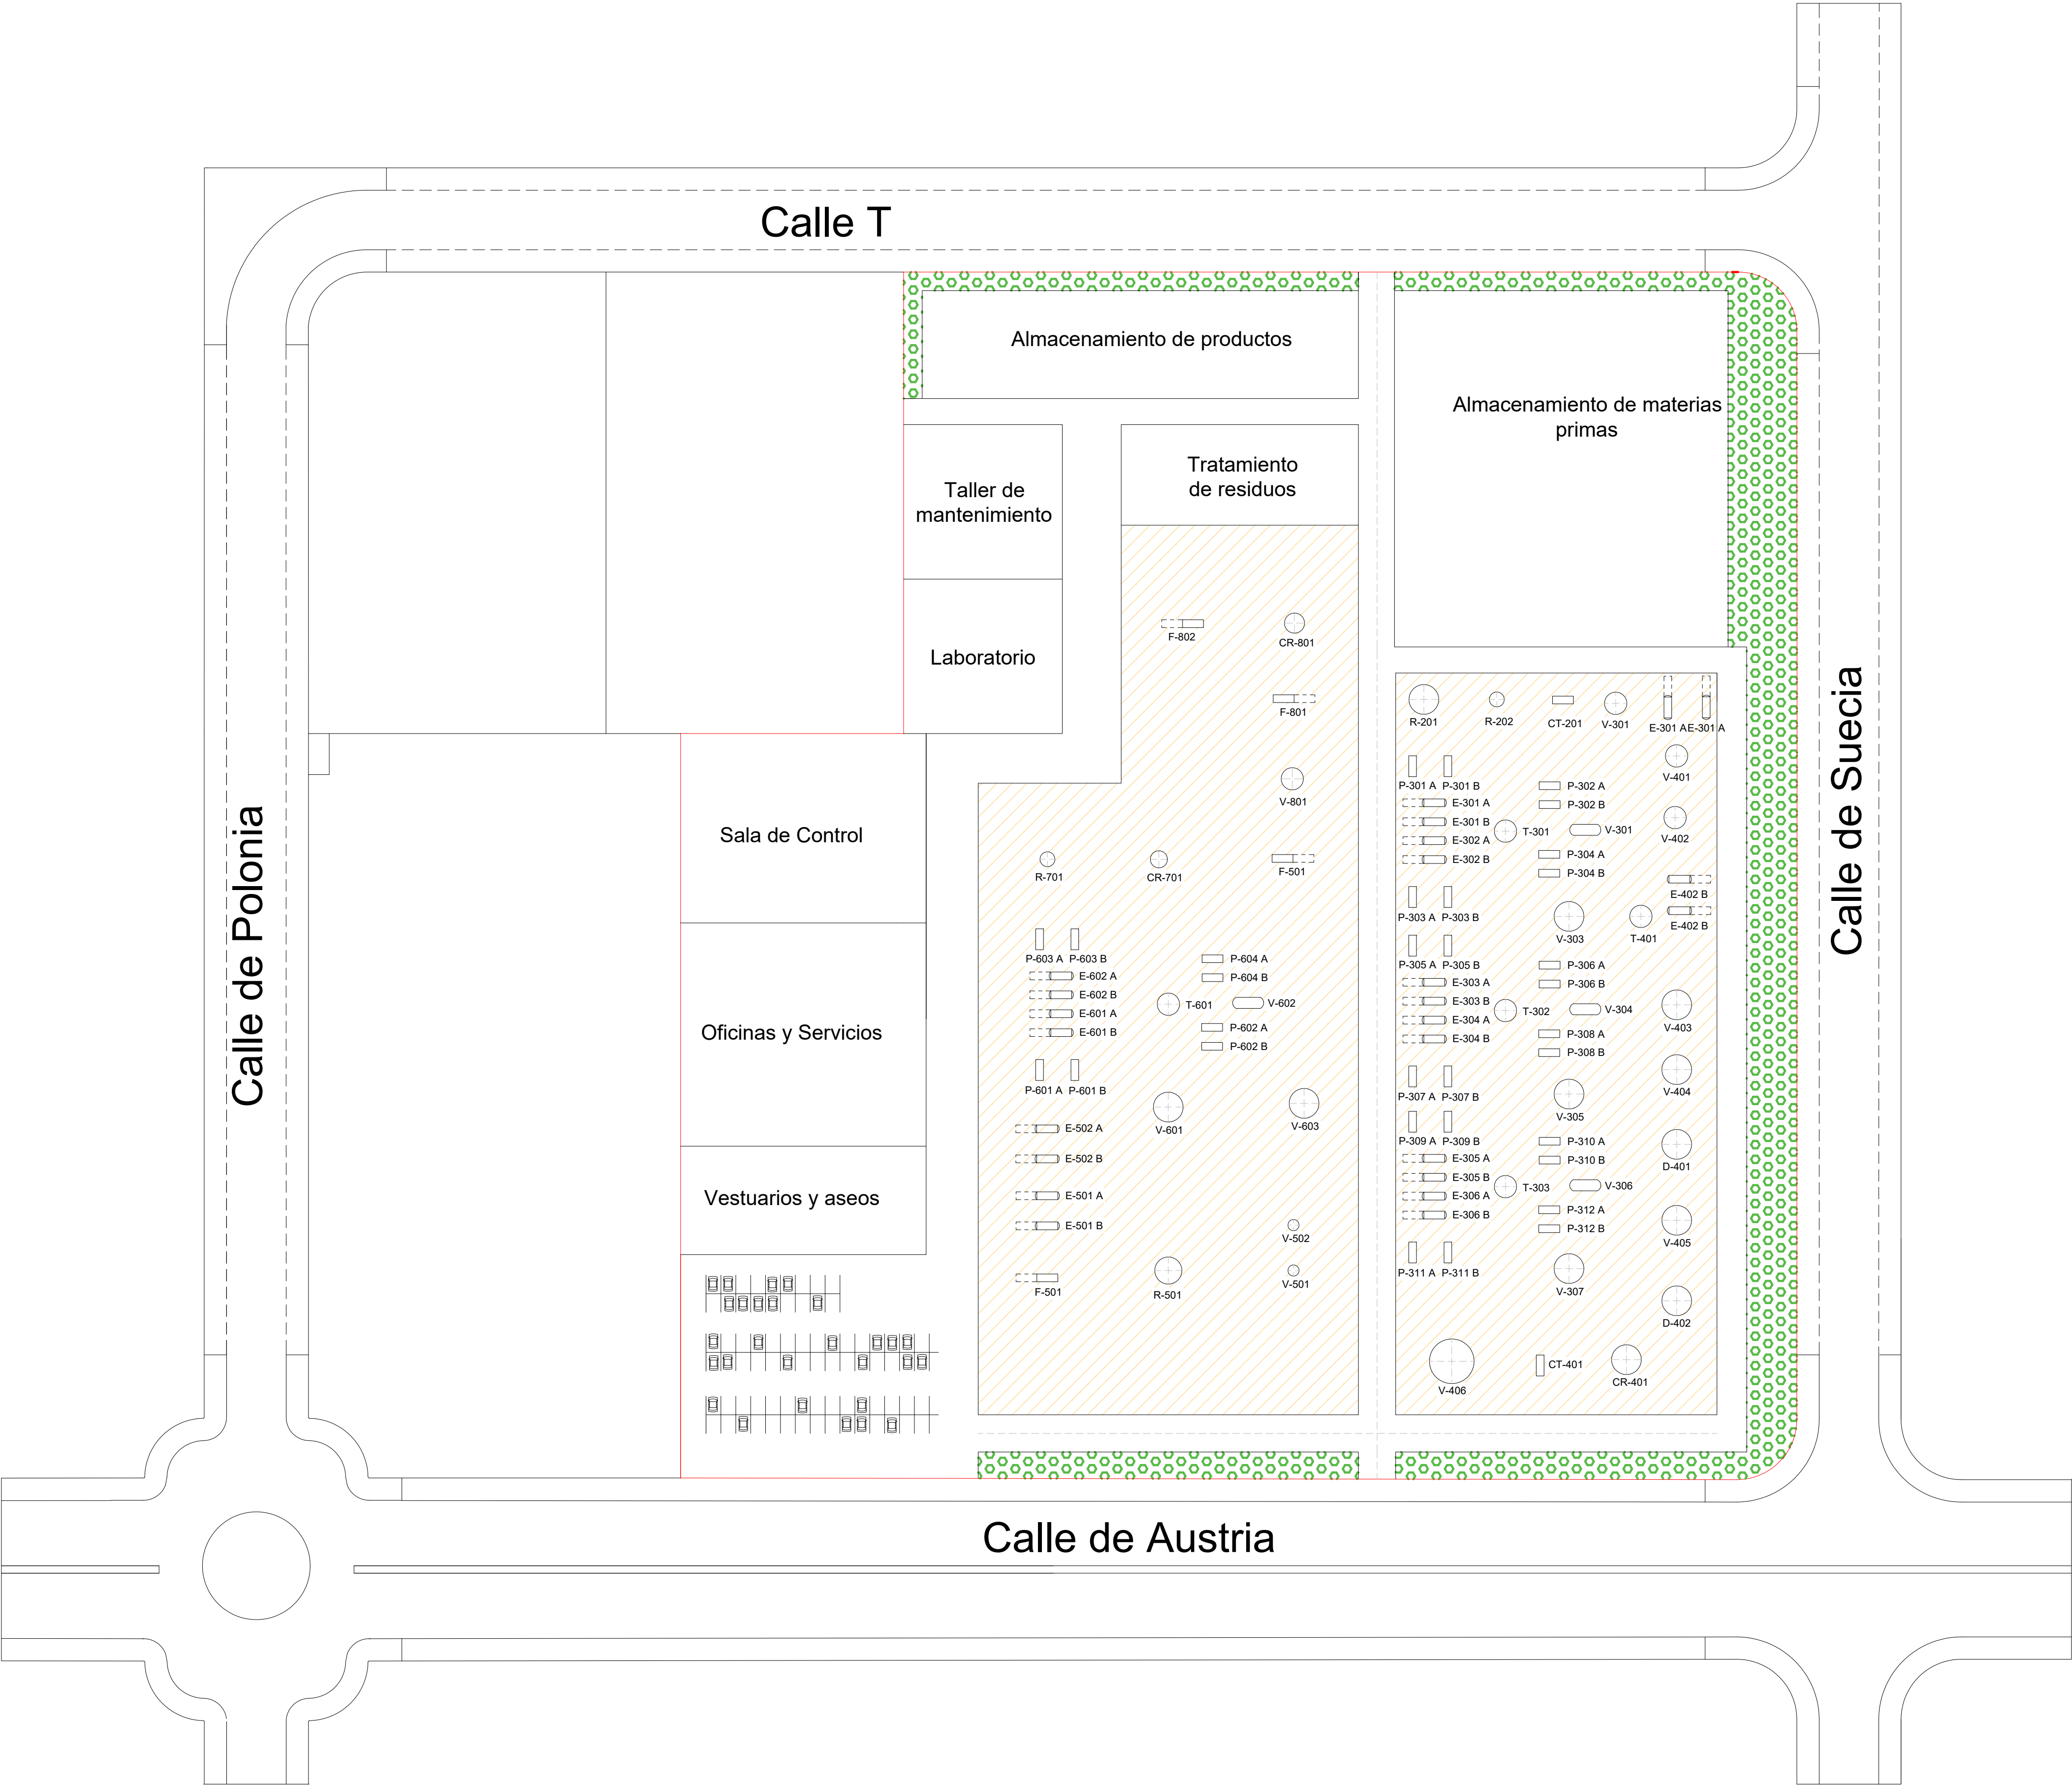 Calle T
Calle de Polonia
Calle de Suecia
Calle de Austria
Almacenamiento de productos
Almacenamiento de materias
primas
Taller de
mantenimiento
Tratamiento
de residuos
Laboratorio
Sala de Control
Oficinas y Servicios
Vestuarios y aseos
F-802
CR-801
F-801
V-801
R-701
CR-701
F-501
P-603 A
P-603 B
E-602 A
E-602 B
E-601 A
E-601 B
P-604 A
P-604 B
T-601
V-602
P-602 A
P-602 B
P-601 A
P-601 B
V-601
V-603
E-502 A
E-502 B
E-501 A
E-501 B
V-502
F-501
R-501
V-501
R-201
R-202
CT-201
V-301
E-301 A
E-301 A
V-401
P-301 A
P-301 B
P-302 A
P-302 B
E-301 A
E-301 B
E-302 A
E-302 B
T-301
V-301
V-402
P-304 A
P-304 B
E-402 B
E-402 B
P-303 A
P-303 B
V-303
T-401
P-305 A
P-305 B
P-306 A
P-306 B
E-303 A
E-303 B
E-304 A
E-304 B
T-302
V-304
V-403
P-308 A
P-308 B
V-404
P-307 A
P-307 B
V-305
P-309 A
P-309 B
P-310 A
P-310 B
D-401
E-305 A
E-305 B
E-306 A
E-306 B
T-303
V-306
P-312 A
P-312 B
V-405
P-311 A
P-311 B
V-307
D-402
V-406
CT-401
CR-401